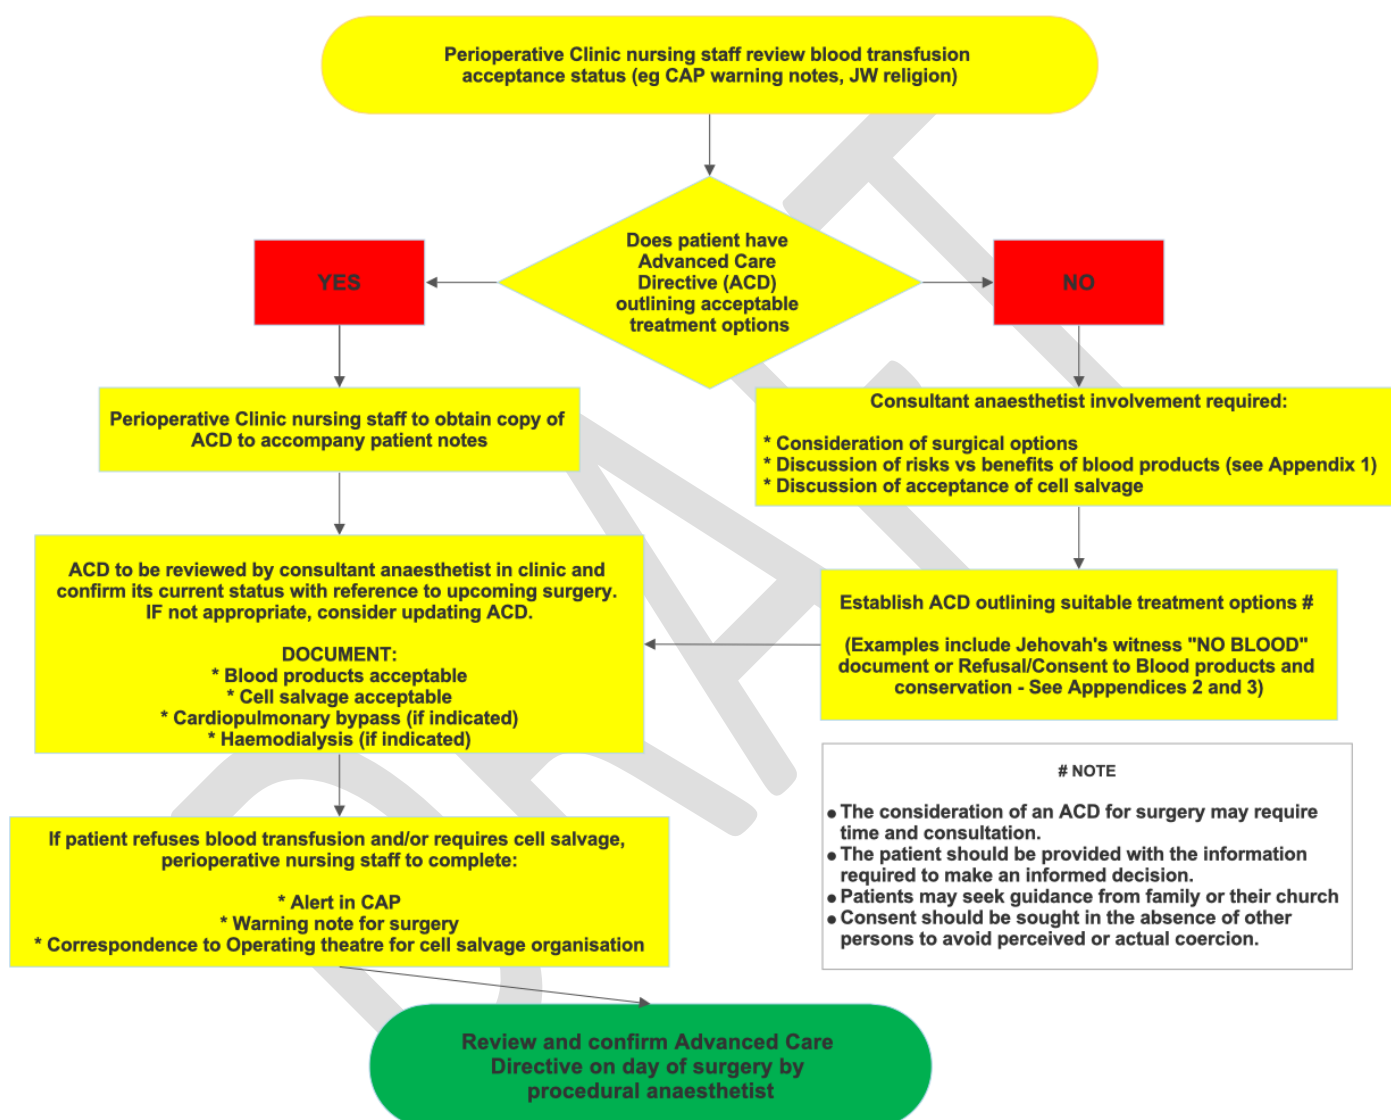 Perioperative Clinic nursing staff review blood transfusion
acceptance status (eg CAP warning notes, JW religion)
Does patient have
Advanced Care
Directive (ACD)
outlining acceptable
treatment options
YES
NO
Perioperative Clinic nursing staff to obtain copy of
ACD to accompany patient notes
Consultant anaesthetist involvement required:
* Consideration of surgical options
* Discussion of risks vs benefits of blood products (see Appendix 1)
* Discussion of acceptance of cell salvage
ACD to be reviewed by consultant anaesthetist in clinic and
confirm its current status with reference to upcoming surgery.
IF not appropriate, consider updating ACD.
DOCUMENT:
* Blood products acceptable
* Cell salvage acceptable
* Cardiopulmonary bypass (if indicated)
* Haemodialysis (if indicated)
Establish ACD outlining suitable treatment options #
(Examples include Jehovah's witness "NO BLOOD"
document or Refusal/Consent to Blood products and
conservation - See Apppendices 2 and 3)
If patient refuses blood transfusion and/or requires cell salvage,
perioperative nursing staff to complete:
* Alert in CAP
* Warning note for surgery
* Correspondence to Operating theatre for cell salvage organisation
# NOTE
● The consideration of an ACD for surgery may require
time and consultation.
● The patient should be provided with the information
required to make an informed decision.
● Patients may seek guidance from family or their church
● Consent should be sought in the absence of other
persons to avoid perceived or actual coercion.
Review and confirm Advanced Care
Directive on day of surgery by
procedural anaesthetist
DRAFT